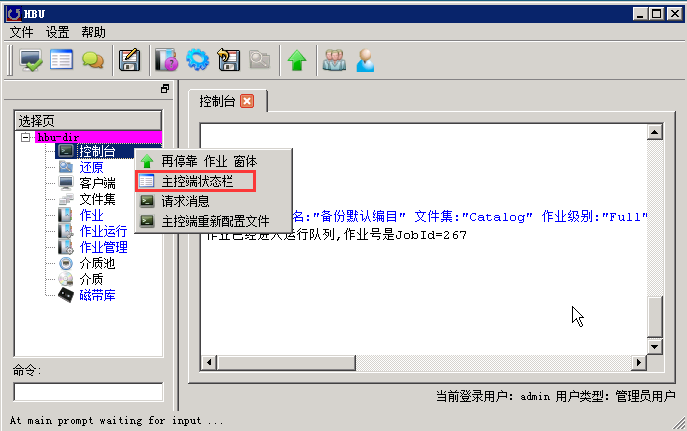 HBU
文件 设置 帮助
选择页
hbu-dir
控制台
还原
客户端
文件集
作业
作业运行
作业管理
介质池
介质
磁带库
命令:
再停靠 作业 窗体
主控端状态栏
请求消息
主控端重新配置文件
控制台
名:"备份默认编目" 文件集:"Catalog" 作业级别:"Full"
作业已经进入运行队列,作业号是JobId=267
当前登录用户: admin 用户类型: 管理员用户
At main prompt waiting for input ...